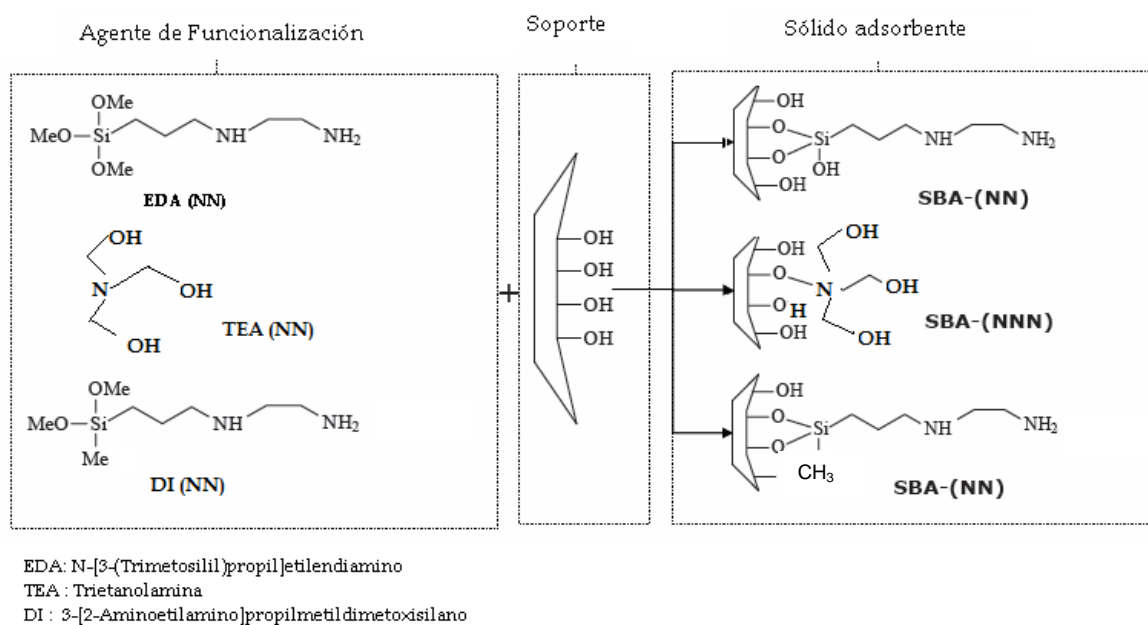 Agente de Funcionalización
Soporte
Sólido adsorbente
OMe
MeO—Si
OMe
NH
NH₂
EDA (NN)
OH
N
OH
OH
TEA (NN)
OMe
MeO—Si
Me
NH
NH₂
DI (NN)
+
OH
OH
OH
OH
OH
O
O
Si
OH
OH
NH
NH₂
SBA-(NN)
OH
O
O H
OH
N
OH
OH
OH
SBA-(NNN)
OH
O
O
Si
CH₃
NH
NH₂
SBA-(NN)
EDA: N-[3-(Trimetosilil)propil]etilendiamino
TEA : Trietanolamina
DI : 3-[2-Aminoetilamino]propilmetildimetoxisilano